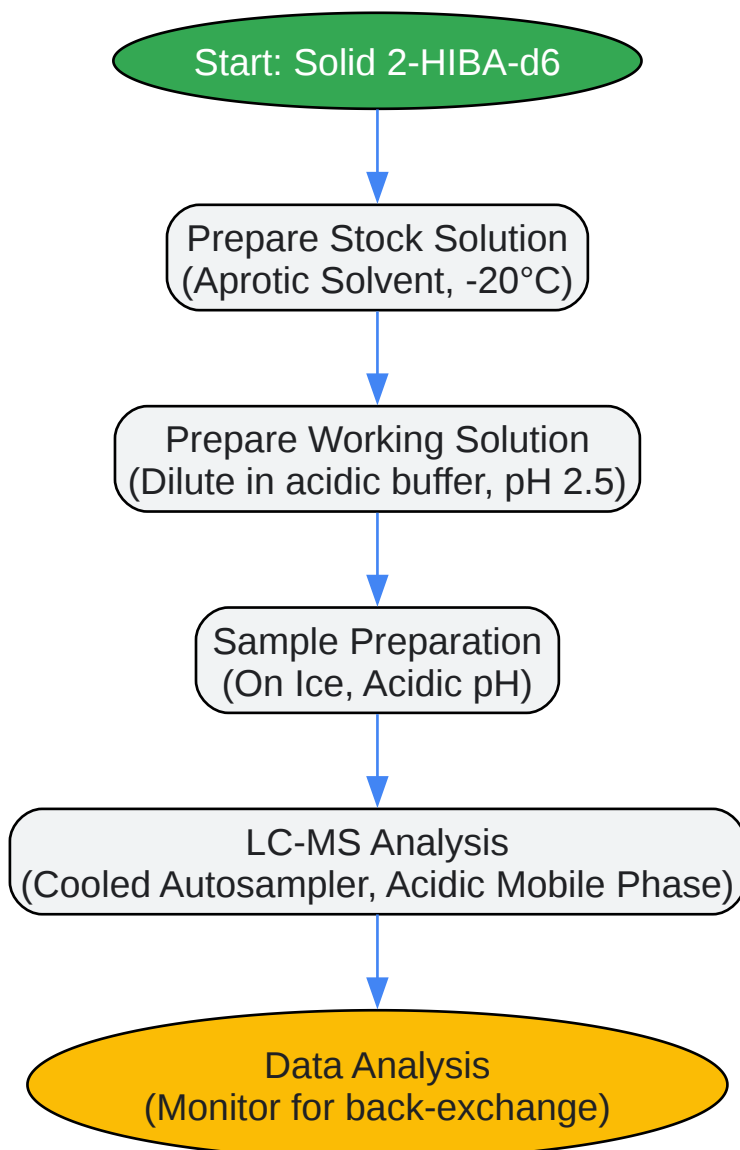 Start: Solid 2-HIBA-d6
Prepare Stock Solution
(Aprotic Solvent, -20°C)
Prepare Working Solution
(Dilute in acidic buffer, pH 2.5)
Sample Preparation
(On Ice, Acidic pH)
LC-MS Analysis
(Cooled Autosampler, Acidic Mobile Phase)
Data Analysis
(Monitor for back-exchange)